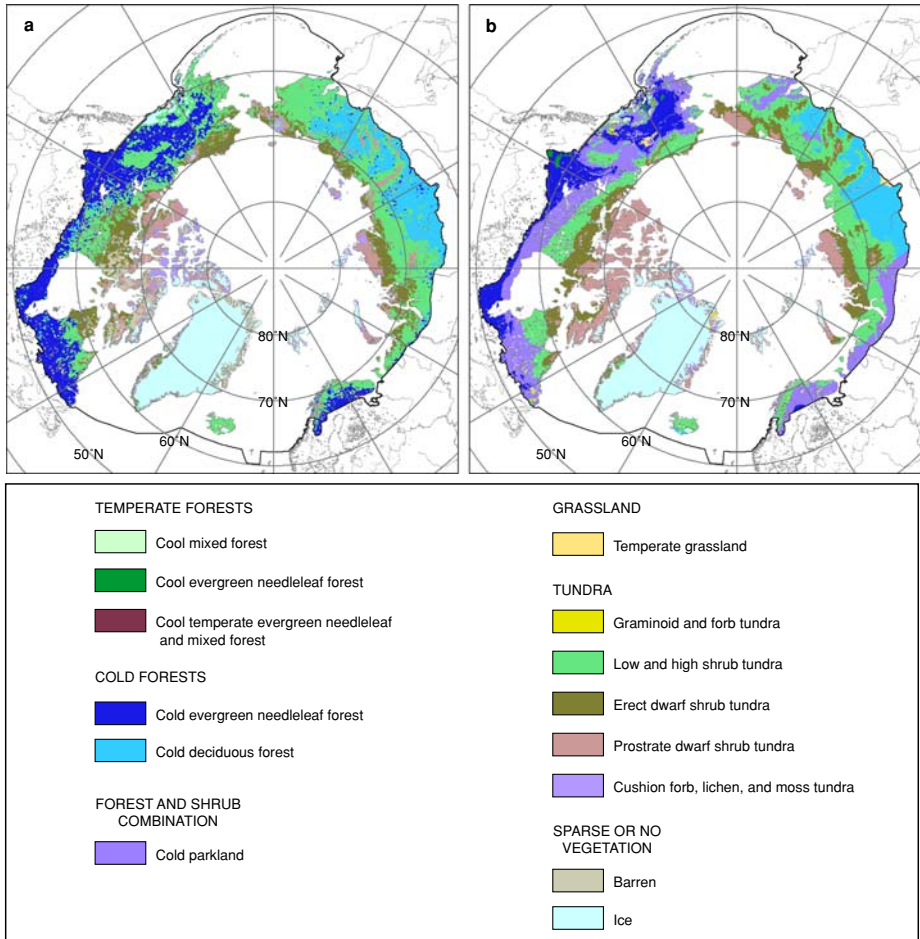 a
80°N
70°N
60°N
50°N
b
80°N
70°N
60°N
50°N
TEMPERATE FORESTS
Cool mixed forest
Cool evergreen needleleaf forest
Cool temperate evergreen needleleaf
and mixed forest
COLD FORESTS
Cold evergreen needleleaf forest
Cold deciduous forest
FOREST AND SHRUB
COMBINATION
Cold parkland
GRASSLAND
Temperate grassland
TUNDRA
Graminoid and forb tundra
Low and high shrub tundra
Erect dwarf shrub tundra
Prostrate dwarf shrub tundra
Cushion forb, lichen, and moss tundra
SPARSE OR NO
VEGETATION
Barren
Ice